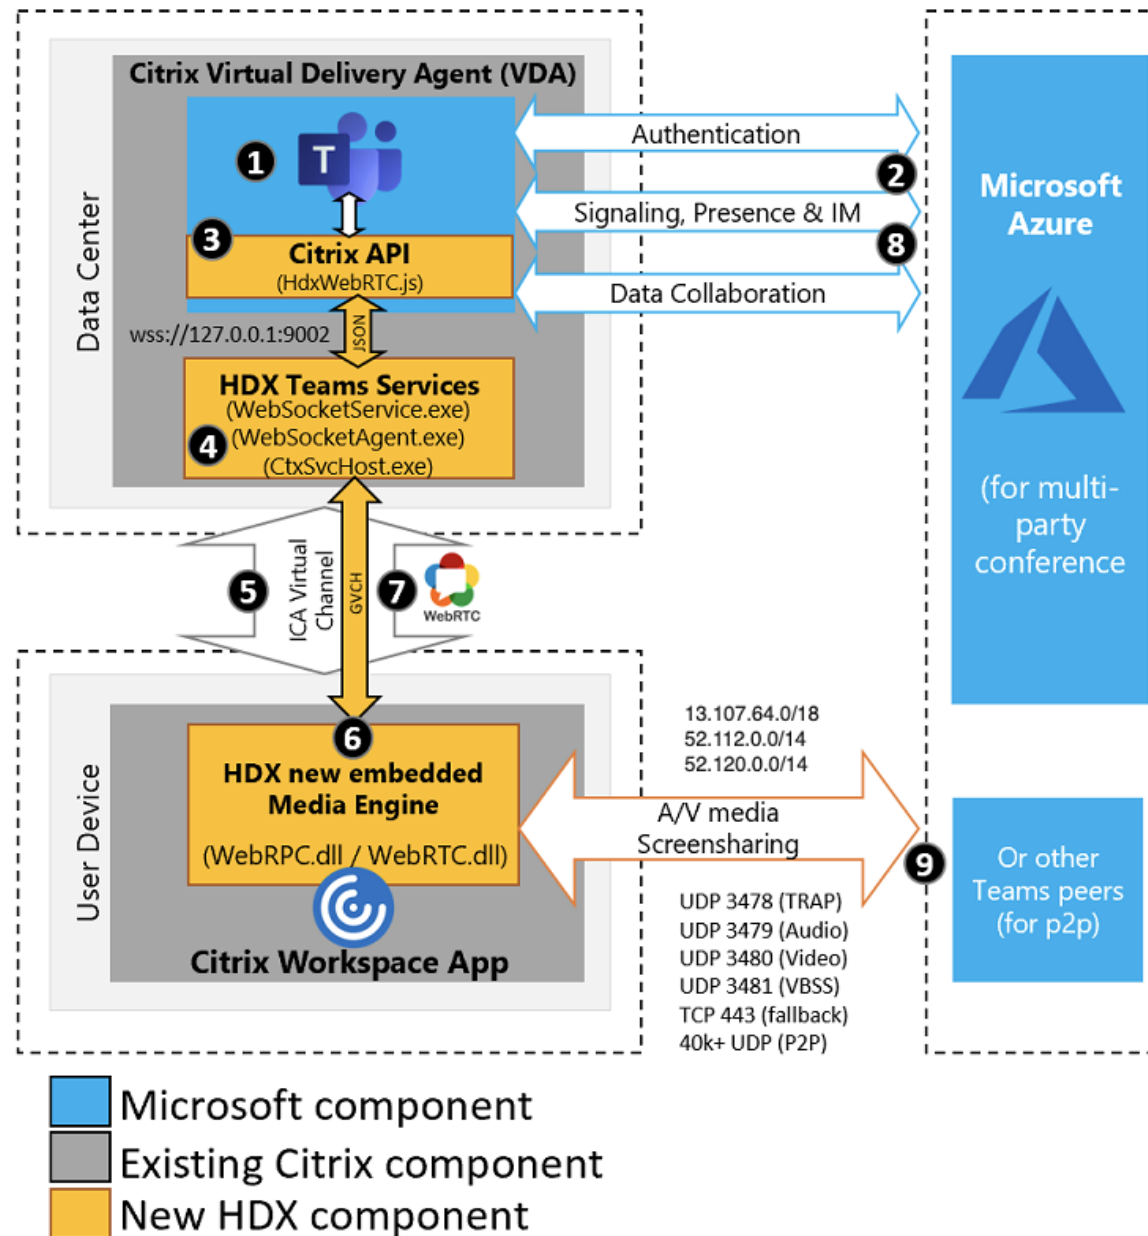 Citrix Virtual Delivery Agent (VDA)
T
1
Authentication
2
Signaling, Presence & IM
8
Data Collaboration
Microsoft
Azure
(for multi-
party
conference
Data Center
3
Citrix API
(HdxWebRTC.js)
wss://127.0.0.1:9002
JSON
HDX Teams Services
(WebSocketService.exe)
4
(WebSocketAgent.exe)
(CtxSvcHost.exe)
5
ICA Virtual
Channel
GVCH
7
WebRTC
User Device
6
HDX new embedded
Media Engine
(WebRPC.dll / WebRTC.dll)
Citrix Workspace App
13.107.64.0/18
52.112.0.0/14
52.120.0.0/14
A/V media
Screensharing
9
Or other
Teams peers
(for p2p)
UDP 3478 (TRAP)
UDP 3479 (Audio)
UDP 3480 (Video)
UDP 3481 (VBSS)
TCP 443 (fallback)
40k+ UDP (P2P)
Microsoft component
Existing Citrix component
New HDX component